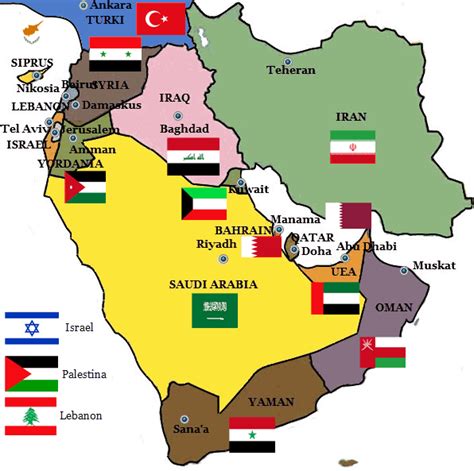 Ankara
TURKI
SIPRUS
Nikosia
Beirut
SYRIA
LEBANON
Damaskus
Tel Aviv
Jerusalem
ISRAEL
Amman
YORDANIA
IRAQ
Baghdad
Teheran
IRAN
Kuwait
Manama
BAHRAIN
QATAR
Doha
Riyadh
Abu Dhabi
UEA
Muskat
SAUDI ARABIA
OMAN
Israel
Palestina
Lebanon
YAMAN
Sana'a